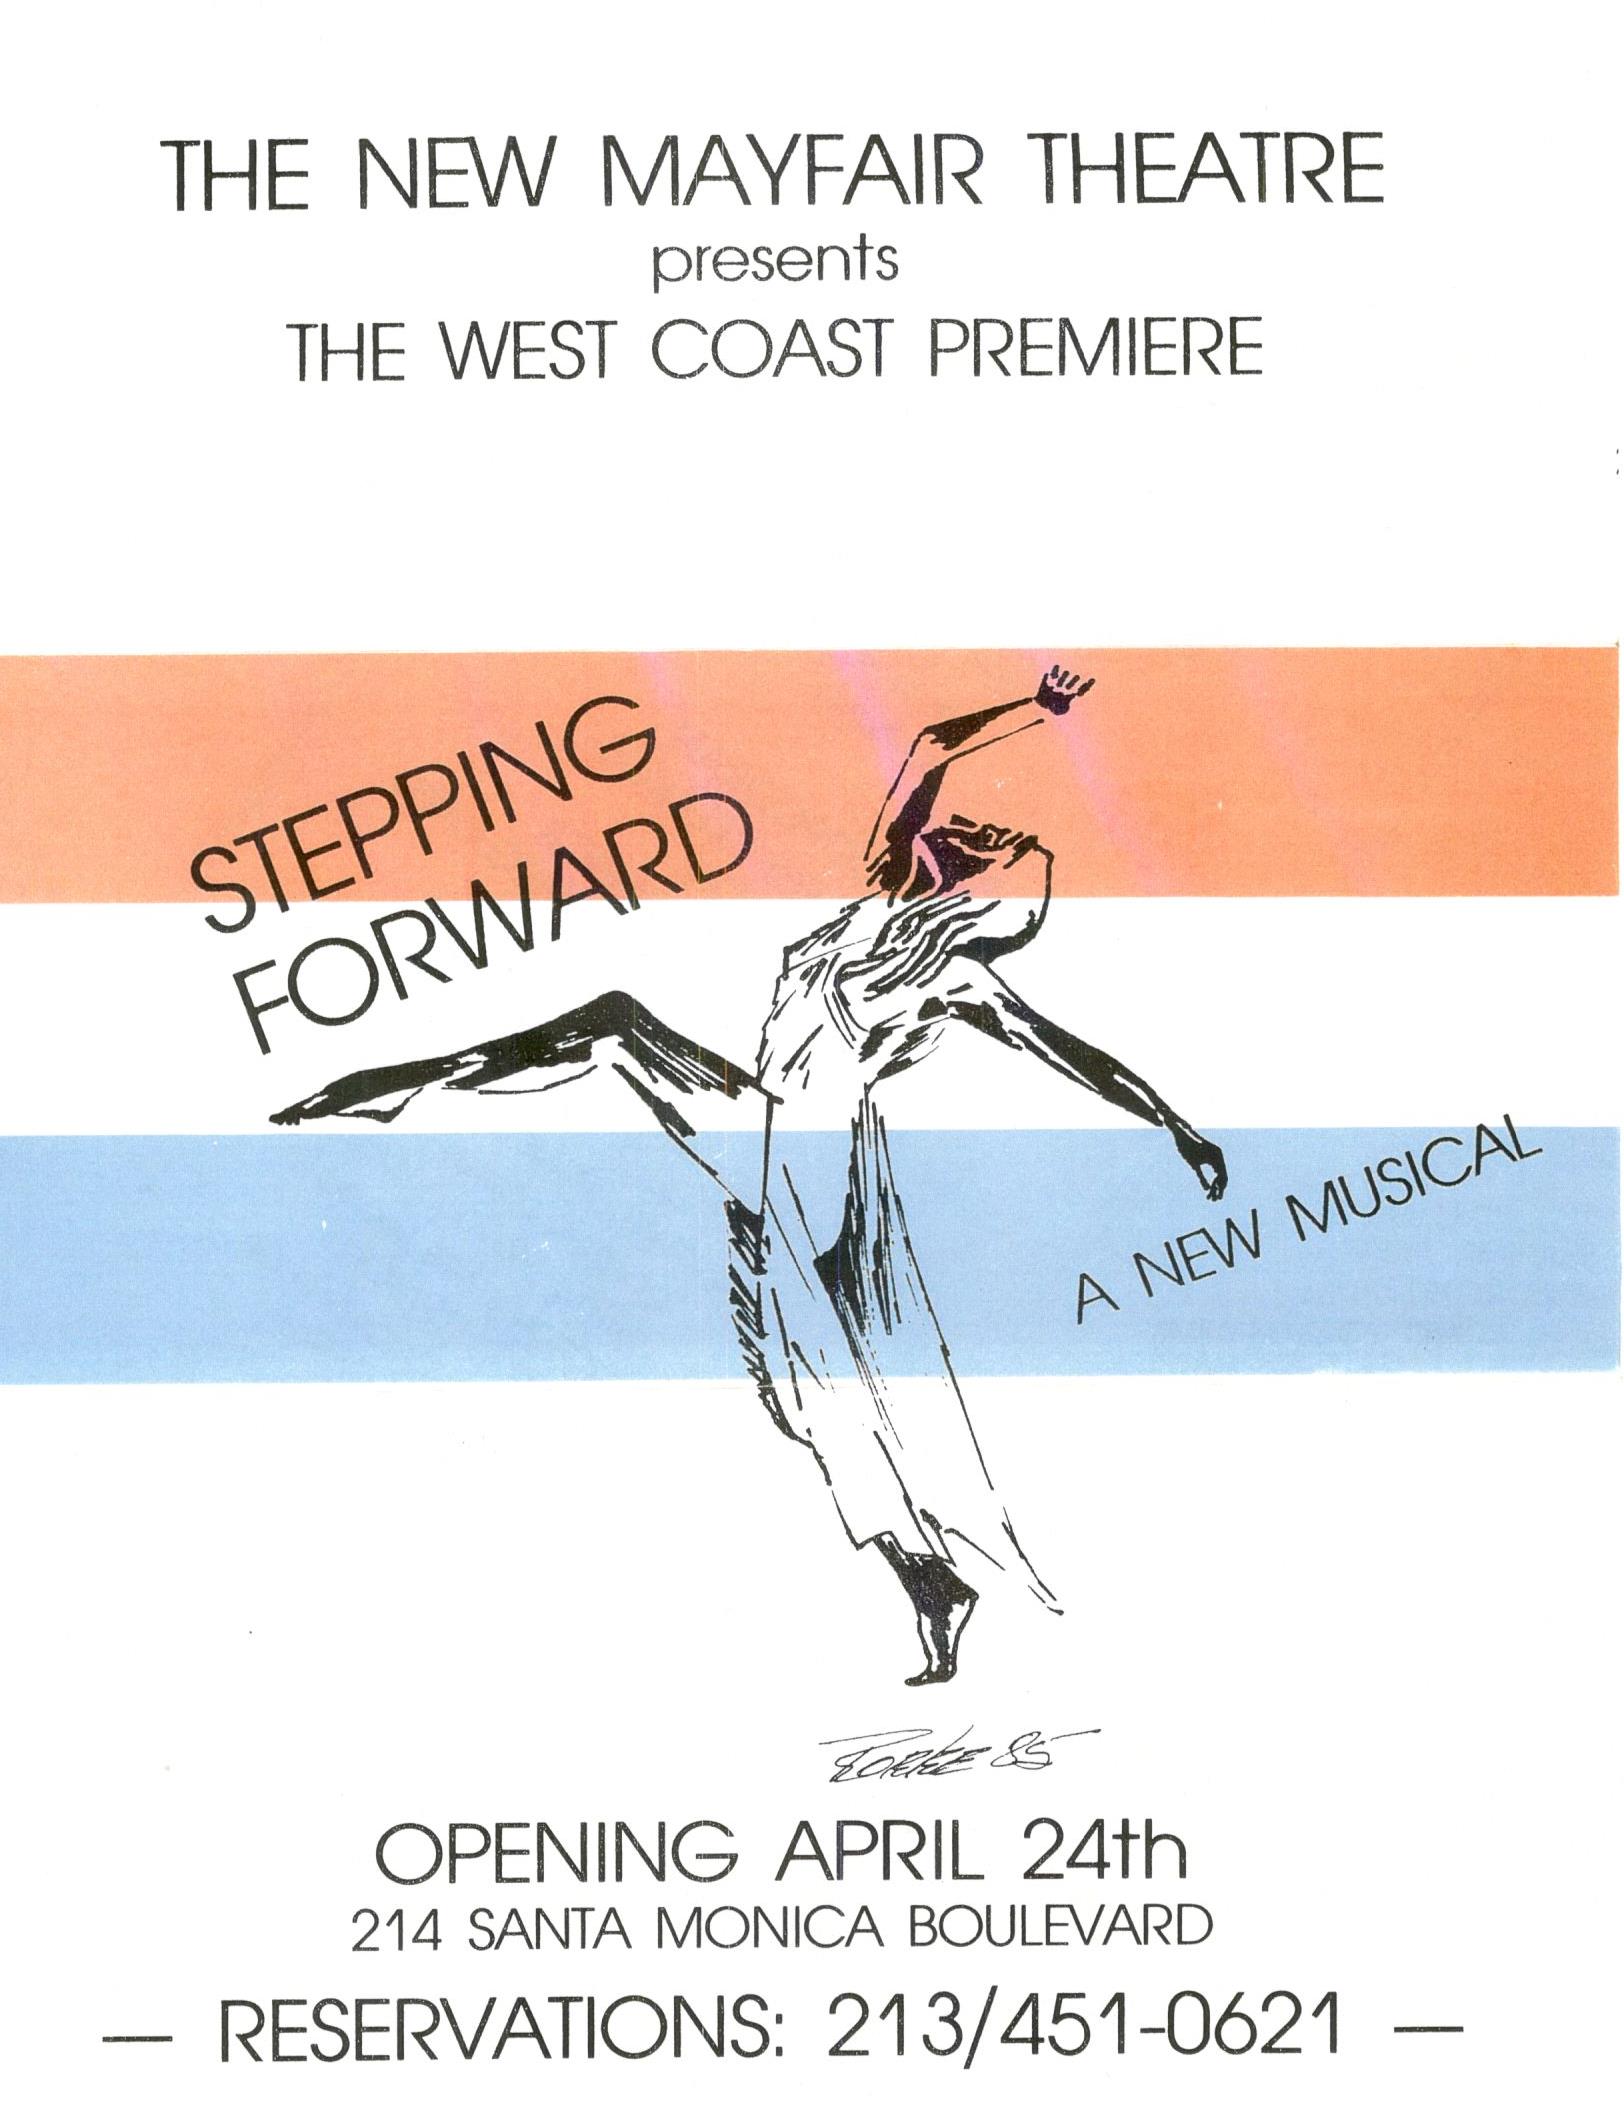 THE NEW MAYFAIR THEATRE
presents
THE WEST COAST PREMIERE
STEPPING
FORWARD
A NEW MUSICAL
85
OPENING APRIL 24th
214 SANTA MONICA BOULEVARD
— RESERVATIONS: 213/451-0621 —